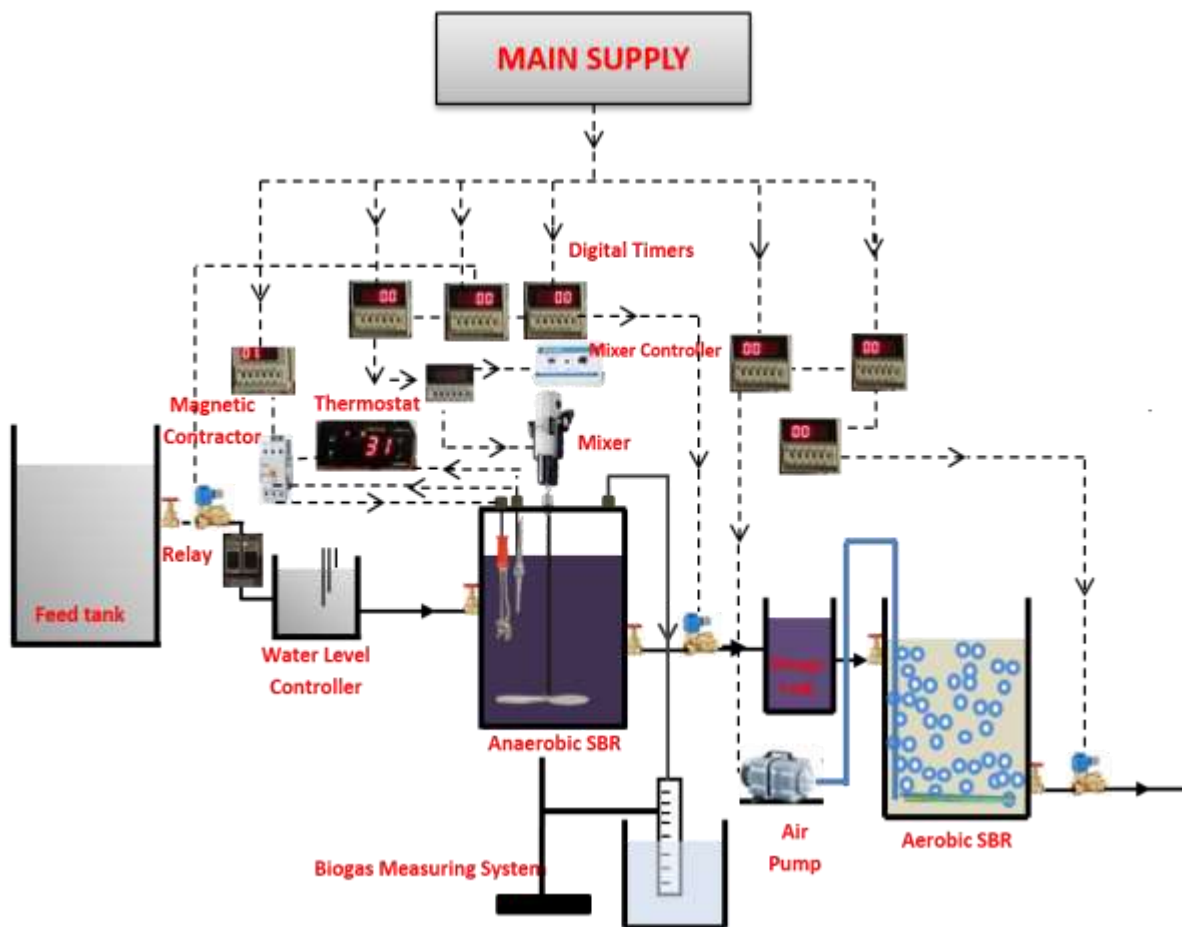 MAIN SUPPLY
Digital Timers
00
00
00
Mixer Controller
00
00
01
Magnetic
Contractor
Thermostat
31
Mixer
00
Relay
Feed tank
Water Level
Controller
Anaerobic SBR
Air
Pump
Aerobic SBR
Biogas Measuring System